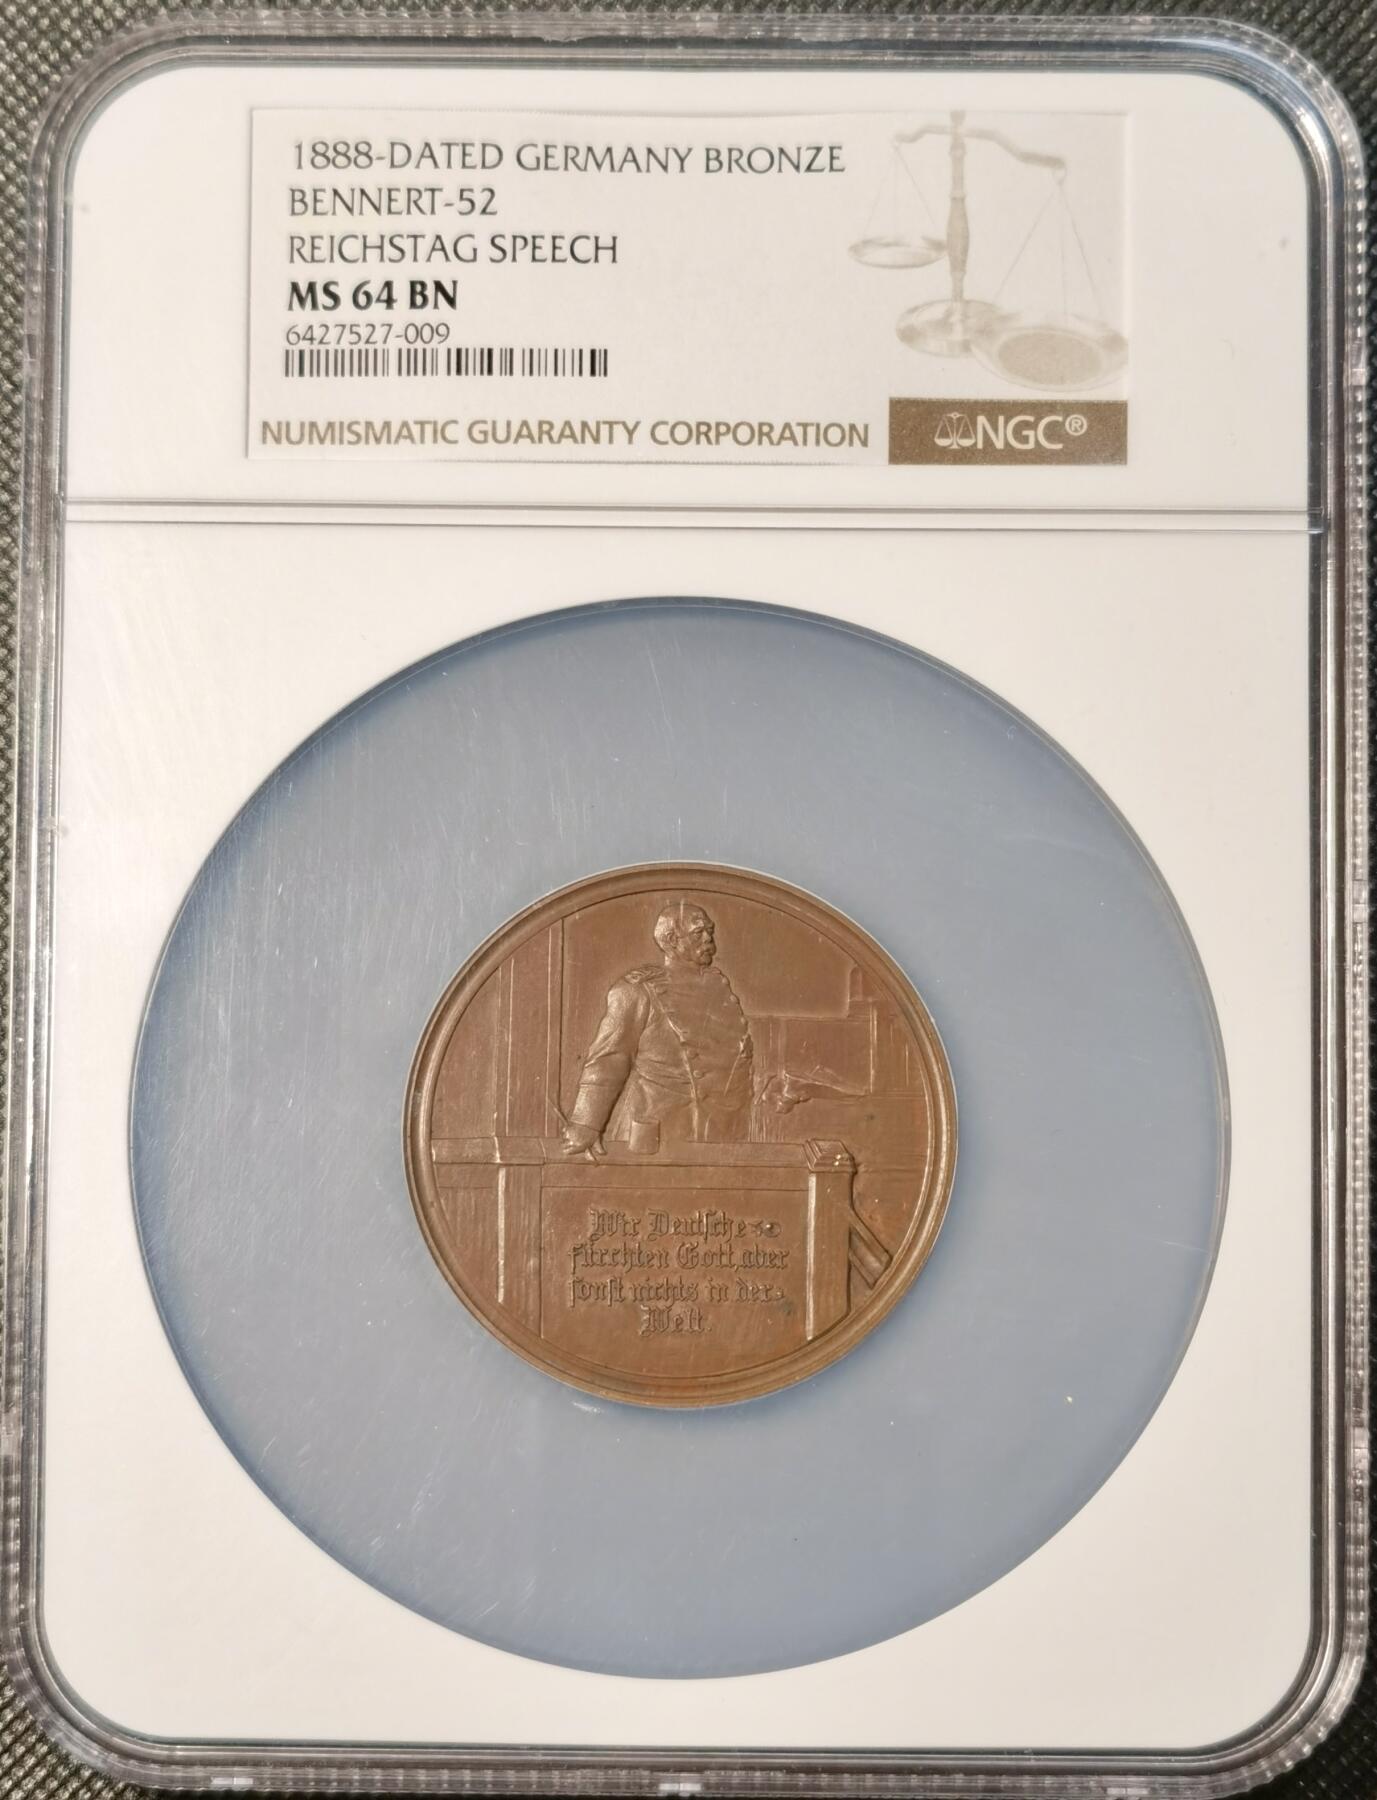 1888-DATED GERMANY BRONZE
BENNERT-52
REICHSTAG SPEECH
MS 64 BN
6427527-009
NUMISMATIC GUARANTY CORPORATION
NGC®
Wir Deutsche
fürchten Gott, aber
sonst nichts in der
Welt.